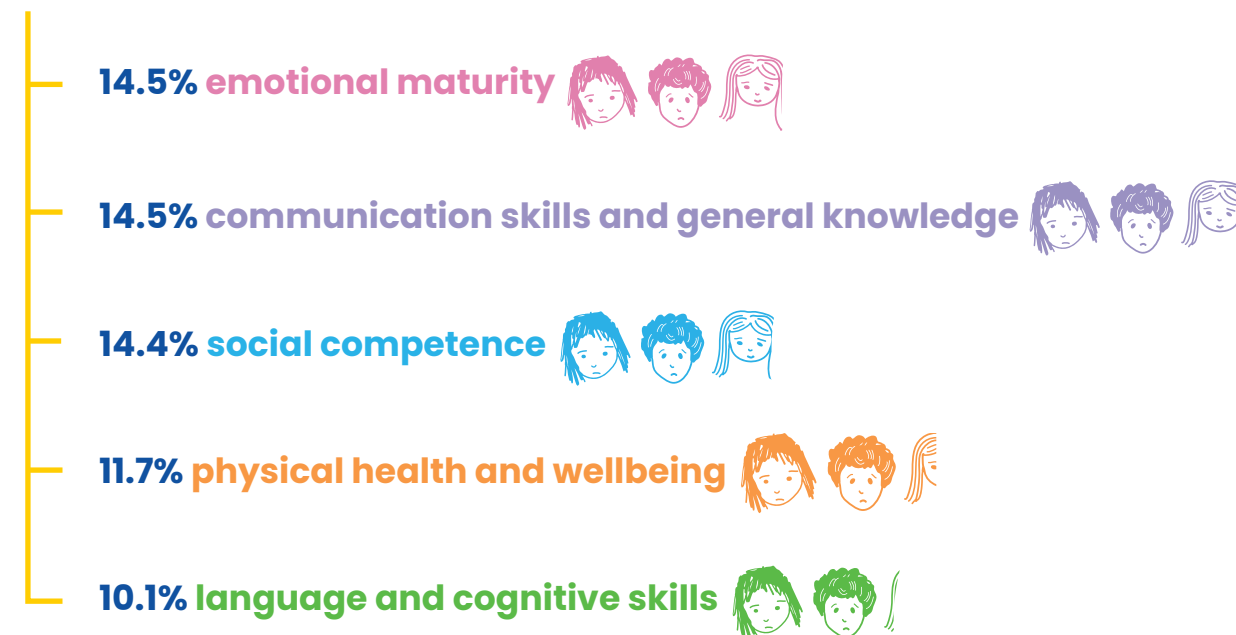 14.5% emotional maturity
14.5% communication skills and general knowledge
14.4% social competence
11.7% physical health and wellbeing
10.1% language and cognitive skills